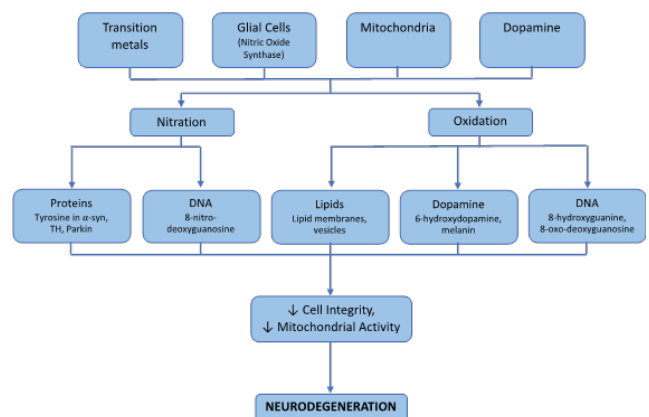 Transition
metals
Glial Cells
(Nitric Oxide
Synthase)
Mitochondria
Dopamine
Nitration
Oxidation
Proteins
Tyrosine in α-syn,
TH, Parkin
DNA
8-nitro-
deoxyguanosine
Lipids
Lipid membranes,
vesicles
Dopamine
6-hydroxydopamine,
melanin
DNA
8-hydroxyguanine,
8-oxo-deoxyguanosine
↓ Cell Integrity,
↓ Mitochondrial Activity
NEURODEGENERATION